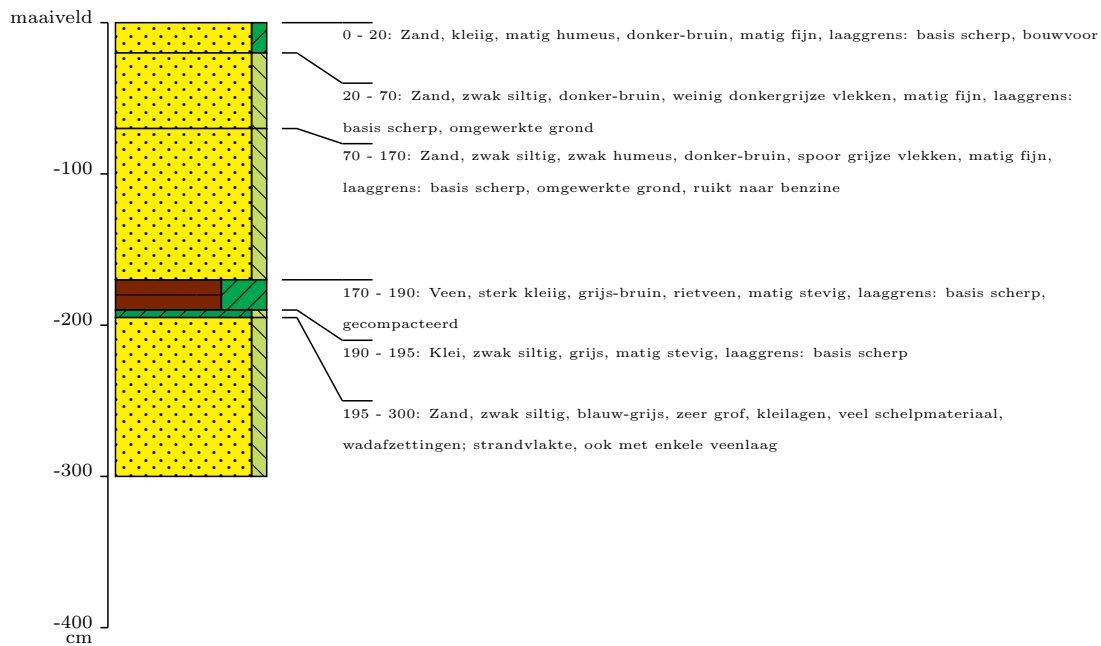 maaiveld
0 - 20: Zand, kleiig, matig humeus, donker-bruin, matig fijn, laaggrens: basis scherp, bouwvoor
20 - 70: Zand, zwak siltig, donker-bruin, weinig donkergrijze vlekken, matig fijn, laaggrens:
basis scherp, omgewerkte grond
70 - 170: Zand, zwak siltig, zwak humeus, donker-bruin, spoor grijze vlekken, matig fijn,
-100
laaggrens: basis scherp, omgewerkte grond, ruikt naar benzine
170 - 190: Veen, sterk kleiig, grijs-bruin, rietveen, matig stevig, laaggrens: basis scherp,
gecompacteerd
-200
190 - 195: Klei, zwak siltig, grijs, matig stevig, laaggrens: basis scherp
195 - 300: Zand, zwak siltig, blauw-grijs, zeer grof, kleilagen, veel schelpmateriaal,
wadafzettingen; strandvlakte, ook met enkele veenlaag
-300
-400
cm